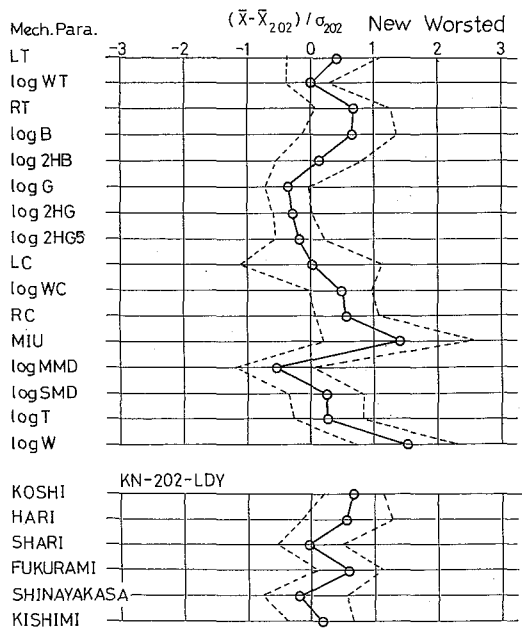 Mech.Para. (X̄-X̄202)/σ202 New Worsted
-3 -2 -1 0 1 2 3
LT
log WT
RT
log B
log 2HB
log G
log 2HG
log 2HG5
LC
log WC
RC
MIU
log MMD
log SMD
log T
log W
KN-202-LDY
KOSHI
HARI
SHARI
FUKURAMI
SHINAYAKASA
KISHIMI